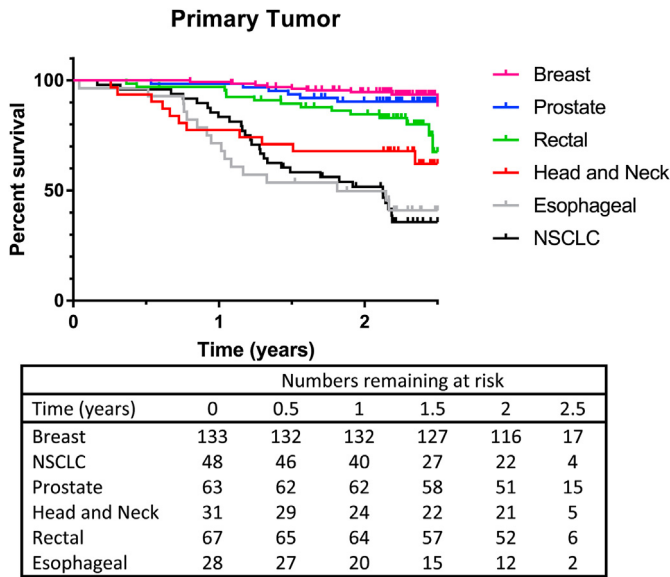 Primary Tumor
Percent survival
100
50
0
0
1
2
Time (years)
Breast
Prostate
Rectal
Head and Neck
Esophageal
NSCLC
Numbers remaining at risk
Time (years) 0 0.5 1 1.5 2 2.5
Breast 133 132 132 127 116 17
NSCLC 48 46 40 27 22 4
Prostate 63 62 62 58 51 15
Head and Neck 31 29 24 22 21 5
Rectal 67 65 64 57 52 6
Esophageal 28 27 20 15 12 2